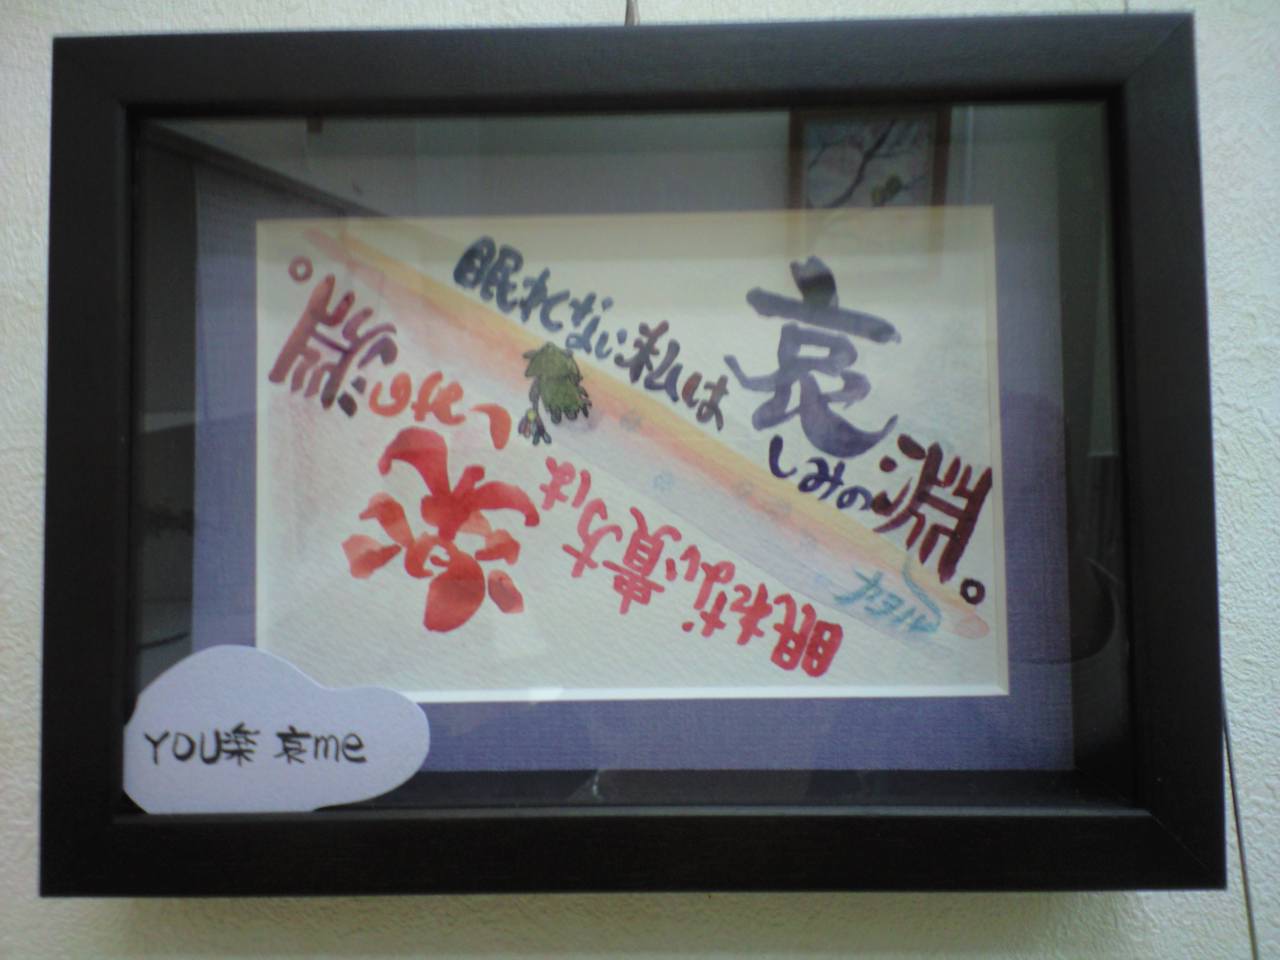 眠れない私は
哀
しみの淵。
眠れない貴方は
楽
しみの淵。
YOU楽 哀me